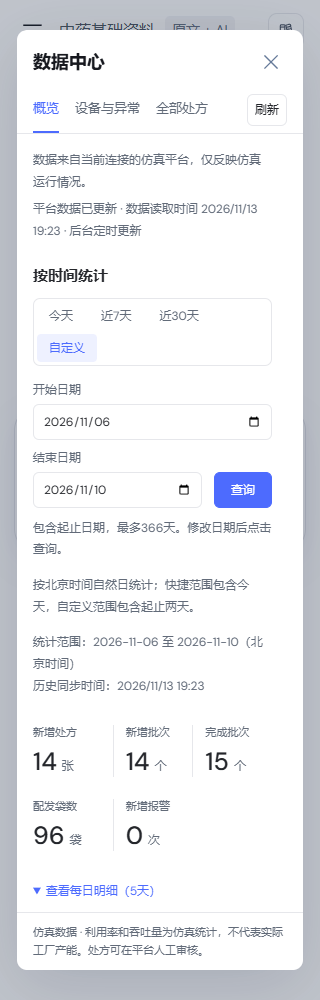 中药基础资料 原文 · AI
数据中心
概览 设备与异常 全部处方 刷新
数据来自当前连接的仿真平台，仅反映仿真
运行情况。
平台数据已更新 · 数据读取时间 2026/11/13
19:23 · 后台定时更新
按时间统计
今天 近7天 近30天
自定义
开始日期
2026/11/06
结束日期
2026/11/10 查询
包含起止日期，最多366天。修改日期后点击
查询。
按北京时间自然日统计；快捷范围包含今
天，自定义范围包含起止两天。
统计范围：2026-11-06 至 2026-11-10（北
京时间）
历史同步时间：2026/11/13 19:23
新增处方 新增批次 完成批次
14 张 14 个 15 个
配发袋数 新增报警
96 袋 0 次
▼ 查看每日明细（5天）
仿真数据 · 利用率和吞吐量为仿真统计，不代表实际
工厂产能。处方可在平台人工审核。